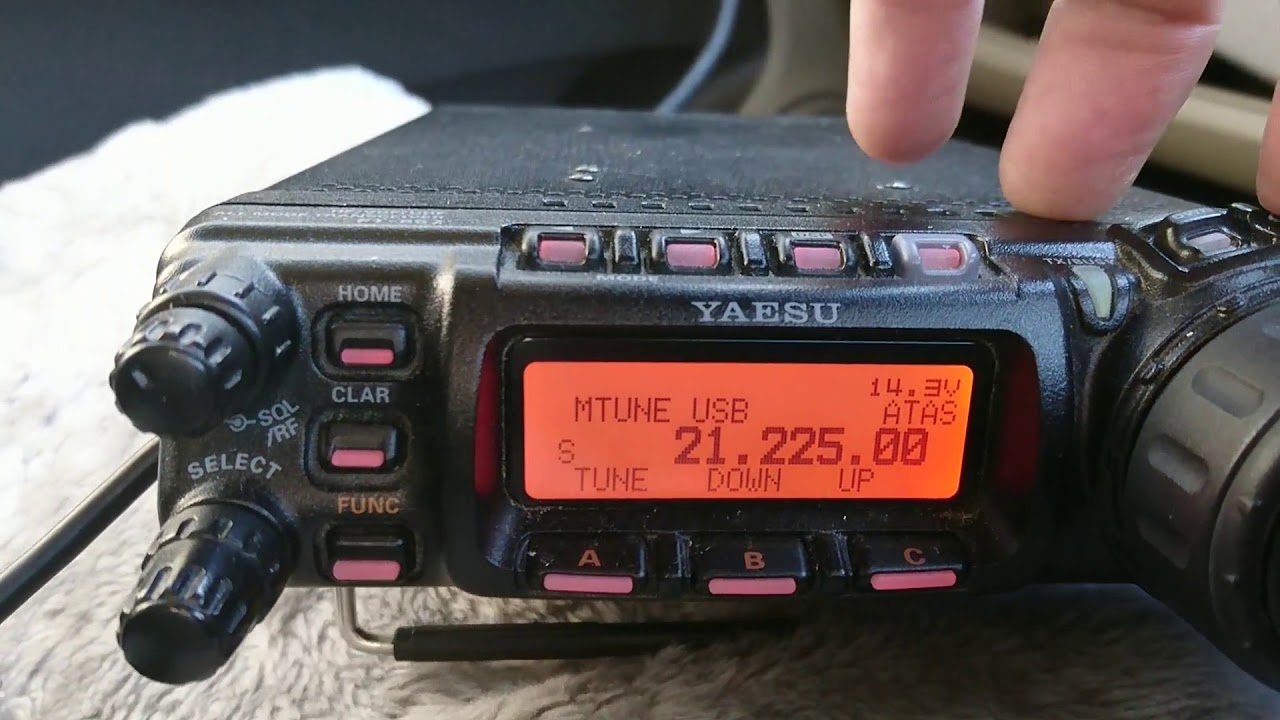 HOME
YAESU
CLAR
14.3V
MTUNE USB
ATAS
SQL
/RF
S
21.225.00
SELECT
TUNE DOWN UP
FUNC
A
B
C